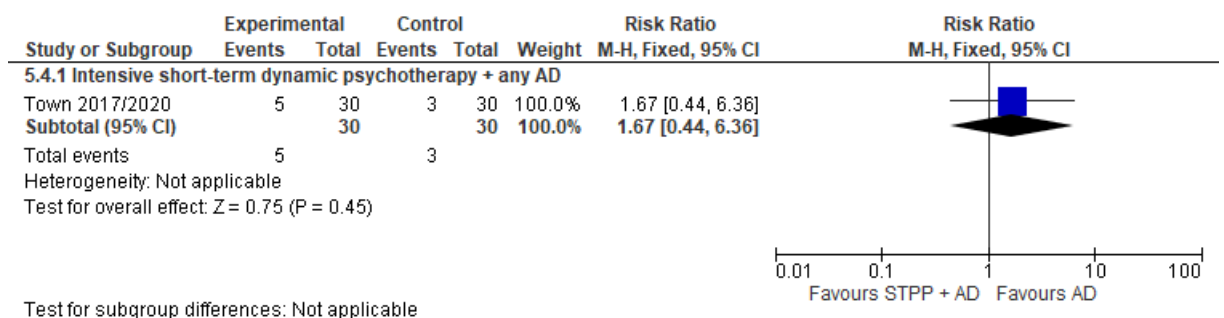 Experimental Control Risk Ratio Risk Ratio
Study or Subgroup Events Total Events Total Weight M-H, Fixed, 95% CI M-H, Fixed, 95% CI
5.4.1 Intensive short-term dynamic psychotherapy + any AD
Town 2017/2020 5 30 3 30 100.0% 1.67 [0.44, 6.36]
Subtotal (95% CI) 30 30 100.0% 1.67 [0.44, 6.36]
Total events 5 3
Heterogeneity: Not applicable
Test for overall effect: Z = 0.75 (P = 0.45)
0.01 0.1 1 10 100
Favours STPP + AD Favours AD
Test for subgroup differences: Not applicable